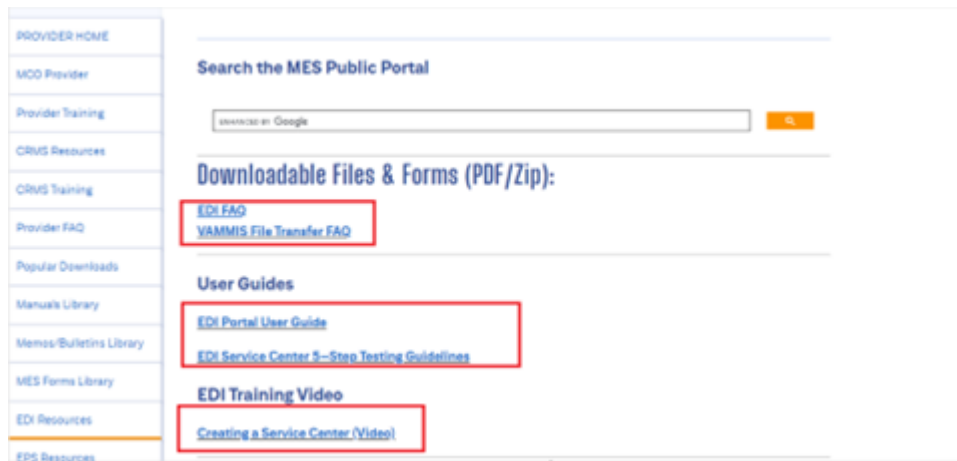 PROVIDER HOME
MCO Provider
Provider Training
CRMS Resources
CRMS Training
Provider FAQ
Popular Downloads
Manuals Library
Memos/Bulletins Library
MES Forms Library
EDI Resources
EPS Resources
Search the MES Public Portal
ENHANCED BY Google
Downloadable Files & Forms (PDF/Zip):
EDI FAQ
VAMMIS File Transfer FAQ
User Guides
EDI Portal User Guide
EDI Service Center 5–Step Testing Guidelines
EDI Training Video
Creating a Service Center (Video)